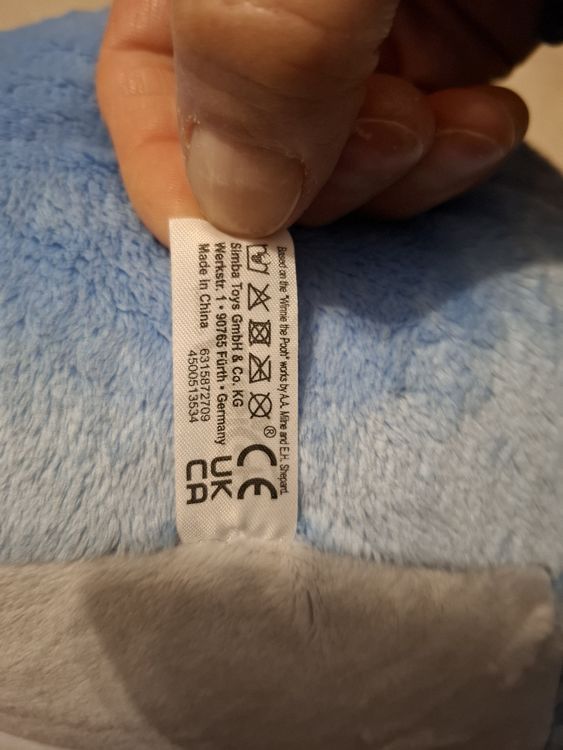 Based on the "Winnie the Pooh" works by A.A. Milne and E.H. Shepard.
®
CE
Simba Toys GmbH & Co. KG
Werkstr. 1 • 90765 Fürth • Germany
Made in China 6315872709
4500513534
UK
CA